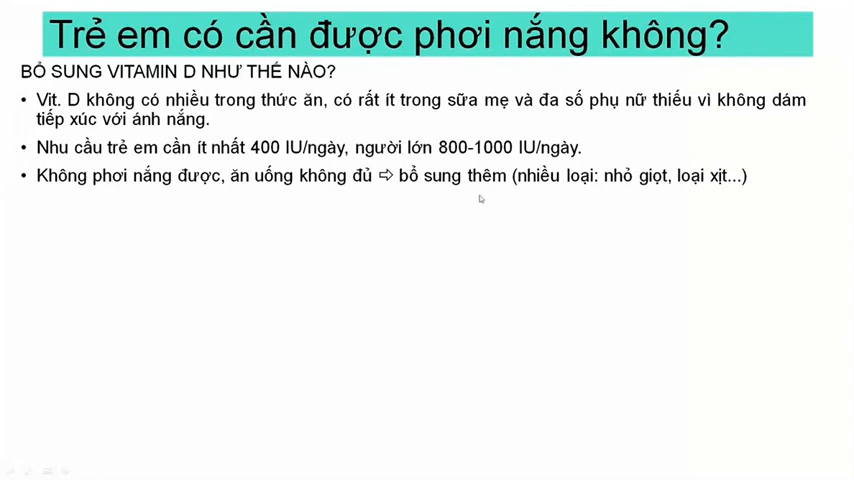 Trẻ em có cần được phơi nắng không?
BỔ SUNG VITAMIN D NHƯ THẾ NÀO?
• Vit. D không có nhiều trong thức ăn, có rất ít trong sữa mẹ và đa số phụ nữ thiếu vì không dám
tiếp xúc với ánh nắng.
• Nhu cầu trẻ em cần ít nhất 400 IU/ngày, người lớn 800-1000 IU/ngày.
• Không phơi nắng được, ăn uống không đủ ⇨ bổ sung thêm (nhiều loại: nhỏ giọt, loại xịt...)